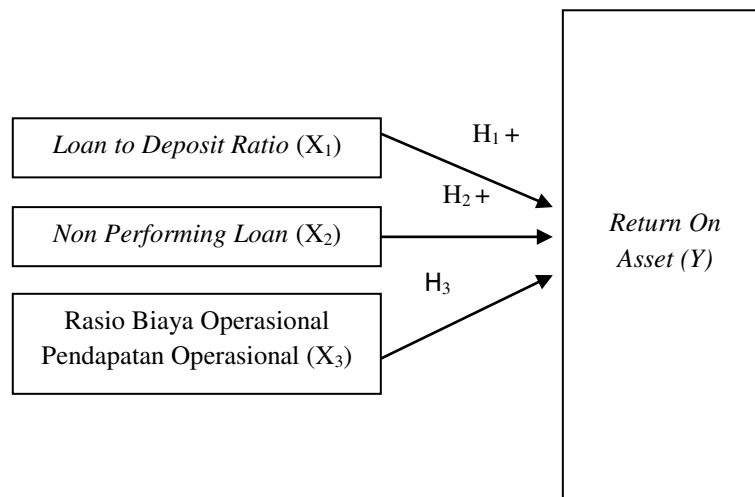 Loan to Deposit Ratio (X₁)
H₁ +
Non Performing Loan (X₂)
H₂ +
Rasio Biaya Operasional
Pendapatan Operasional (X₃)
H₃
Return On
Asset (Y)